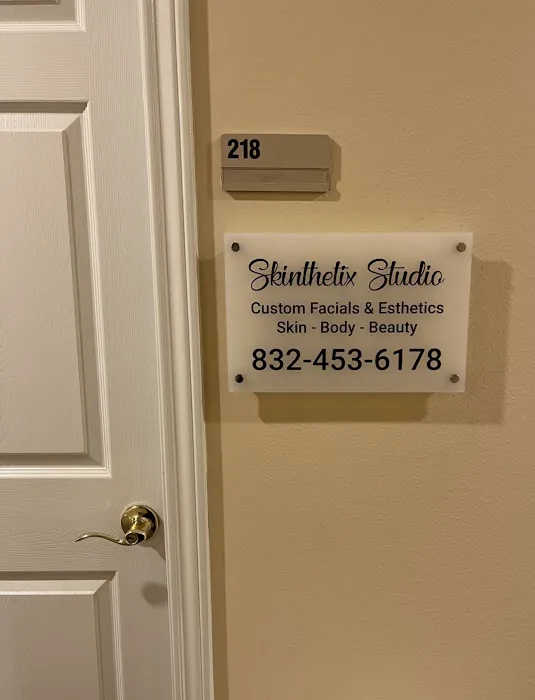 218
Skinthetix Studio
Custom Facials & Esthetics
Skin - Body - Beauty
832-453-6178